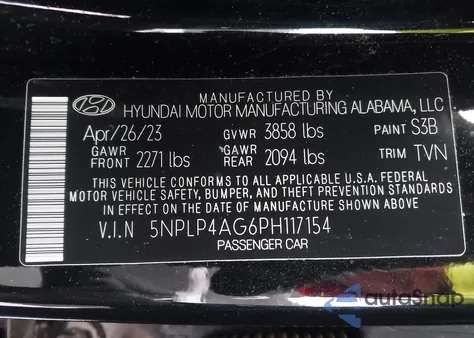 MANUFACTURED BY
HYUNDAI MOTOR MANUFACTURING ALABAMA, LLC
Apr/26/23 GVWR 3858 lbs PAINT S3B
GAWR FRONT 2271 lbs GAWR REAR 2094 lbs TRIM TVN
THIS VEHICLE CONFORMS TO ALL APPLICABLE U.S.A. FEDERAL
MOTOR VEHICLE SAFETY, BUMPER, AND THEFT PREVENTION STANDARDS
IN EFFECT ON THE DATE OF MANUFACTURE SHOWN ABOVE
V.I.N 5NPLP4AG6PH117154
PASSENGER CAR
autoSnap